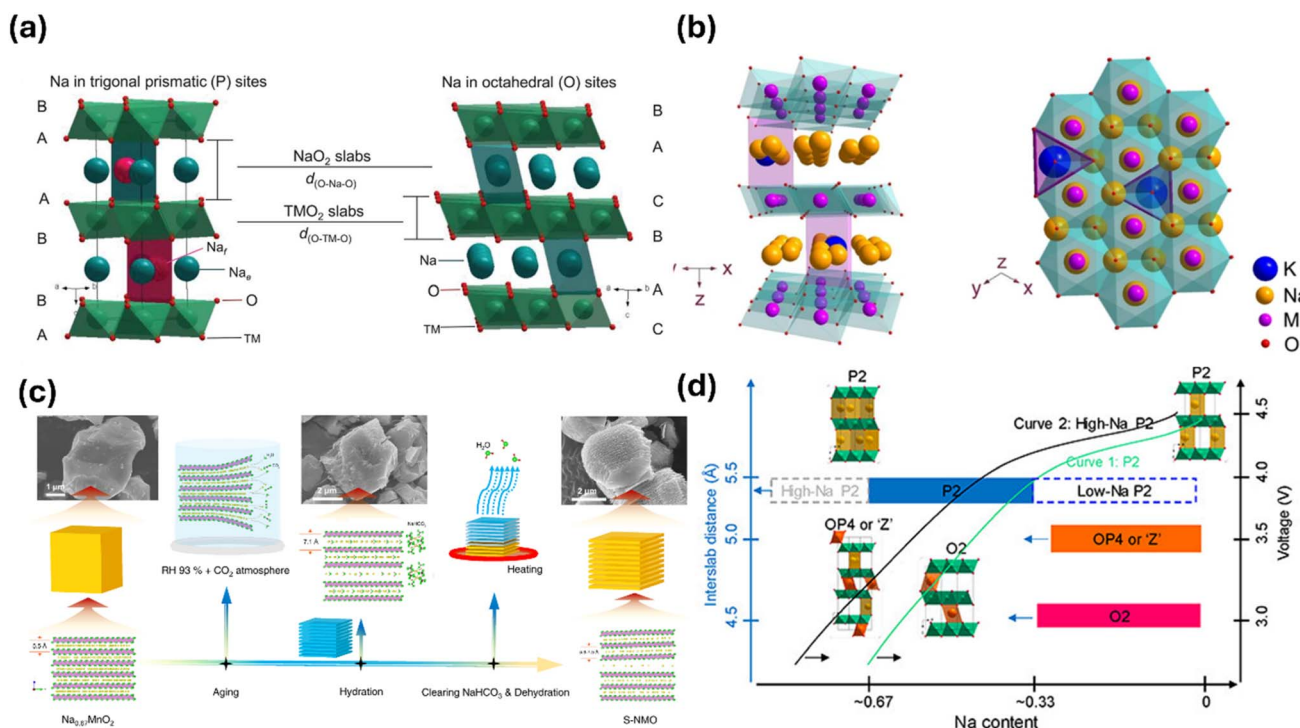 (a)
Na in trigonal prismatic (P) sites
Na in octahedral (O) sites
B
A
A
B
B
A
NaO₂ slabs
d(O-Na-O)
TMO₂ slabs
d(O-TM-O)
Naf
Nae
O
TM
a
b
c
Na
O
TM
B
A
C
B
A
C
a
b
c
(b)
x
z
z
y
x
K
Na
M
O
(c)
1 μm
2 μm
2 μm
H₂O
RH 93 % + CO₂ atmosphere
7.1 Å
NaHCO₃
Heating
5.5 Å
Aging
Hydration
Clearing NaHCO₃ & Dehydration
Na₀.₆₇MnO₂
S-NMO
(d)
P2
P2
Curve 2: High-Na P2
Curve 1: P2
High-Na P2
P2
Low-Na P2
OP4 or 'Z'
OP4 or 'Z'
O2
O2
Interslab distance (Å)
5.5
5.0
4.5
Voltage (V)
4.5
4.0
3.5
3.0
~0.67
~0.33
0
Na content